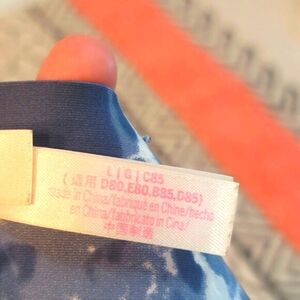 L | G | C85
(适用 D80,E80,B85,D85)
made in China/fabriqué en Chine/hecho
en China/fabbricato in Cina/
中国制造